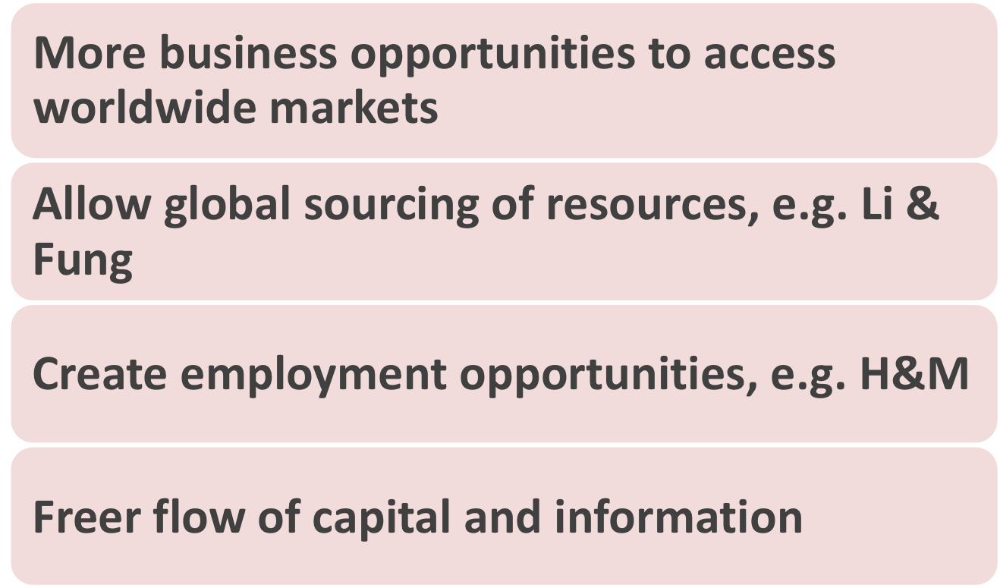 More business opportunities to access
worldwide markets
Allow global sourcing of resources, e.g. Li &
Fung
Create employment opportunities, e.g. H&M
Freer flow of capital and information